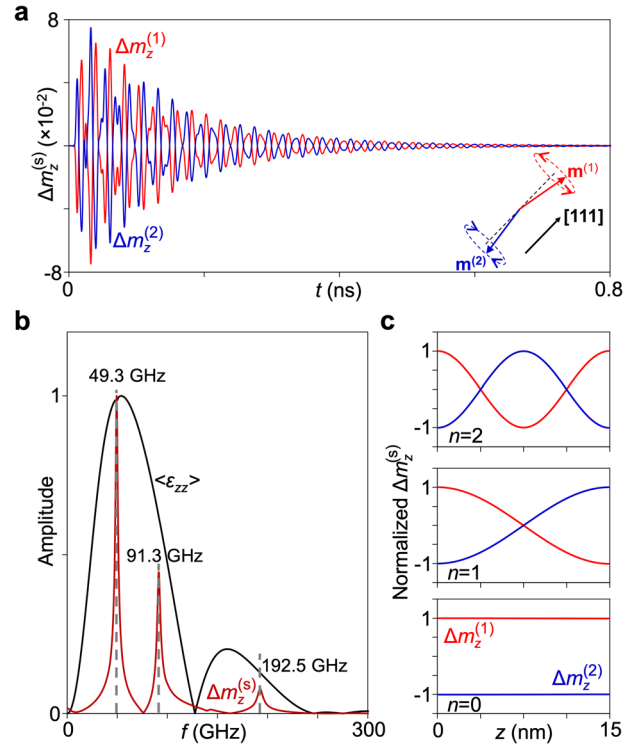 a
8
Δm_z^(1)
Δm_z^(s) (×10⁻²)
Δm_z^(2)
m^(1)
[111]
m^(2)
-8
0
t (ns)
0.8
b
1
49.3 GHz
<ε_zz>
91.3 GHz
192.5 GHz
Δm_z^(s)
Amplitude
0
0
f (GHz)
300
c
Normalized Δm_z^(s)
1
-1
n=2
1
-1
n=1
1
Δm_z^(1)
Δm_z^(2)
-1
n=0
0
z (nm)
15